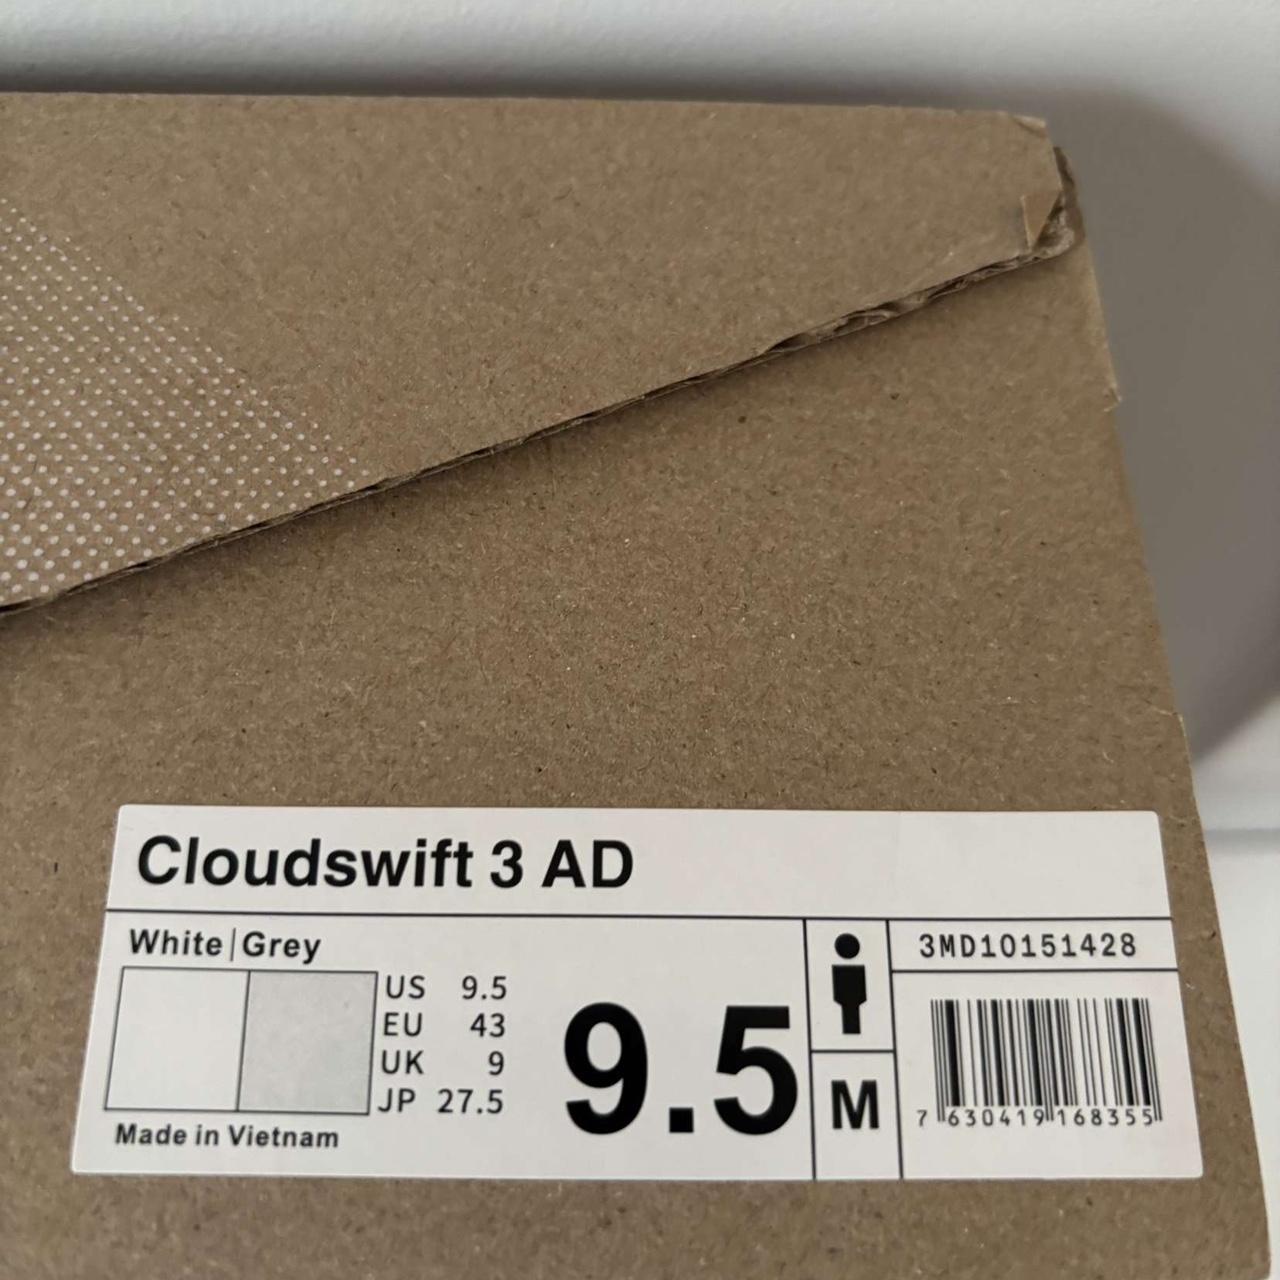 Cloudswift 3 AD
White|Grey
US 9.5
EU 43
UK 9
JP 27.5
Made in Vietnam
9.5
M
3MD10151428
7 630419 168355